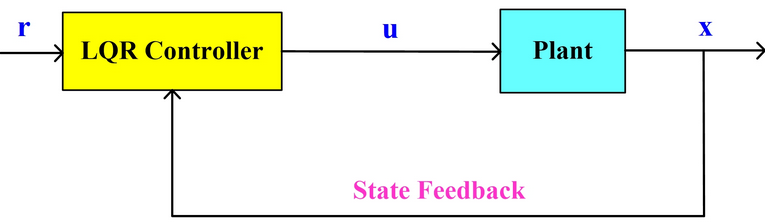 r
LQR Controller
u
Plant
x
State Feedback